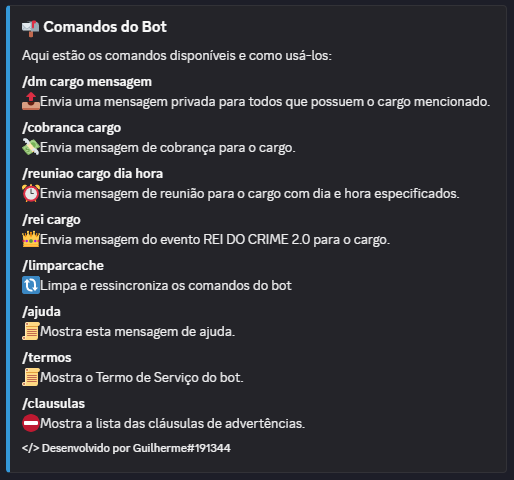 Comandos do Bot
Aqui estão os comandos disponíveis e como usá-los:
/dm cargo mensagem
Envia uma mensagem privada para todos que possuem o cargo mencionado.
/cobranca cargo
Envia mensagem de cobrança para o cargo.
/reuniao cargo dia hora
Envia mensagem de reunião para o cargo com dia e hora especificados.
/rei cargo
Envia mensagem do evento REI DO CRIME 2.0 para o cargo.
/limparcache
Limpa e ressincroniza os comandos do bot
/ajuda
Mostra esta mensagem de ajuda.
/termos
Mostra o Termo de Serviço do bot.
/clausulas
Mostra a lista das cláusulas de advertências.
</> Desenvolvido por Guilherme#191344